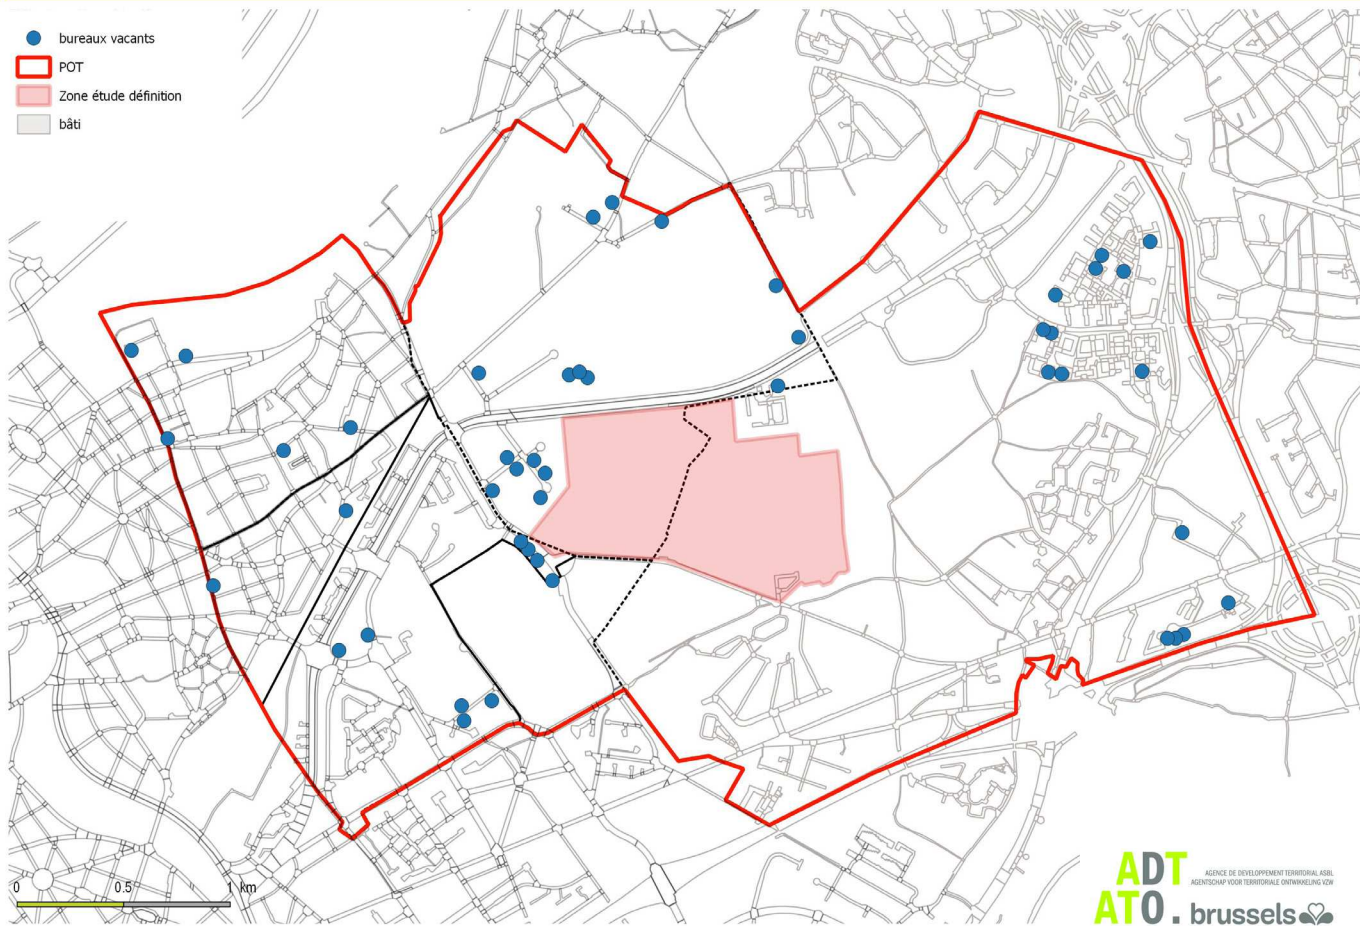 bureaux vacants
POT
Zone étude définition
bâti
0 0.5 1 km
ADT
ATO.
AGENCE DE DEVELOPPEMENT TERRITORIAL ASBL
AGENTSCHAP VOOR TERRITORIALE ONTWIKKELING VZW
brussels